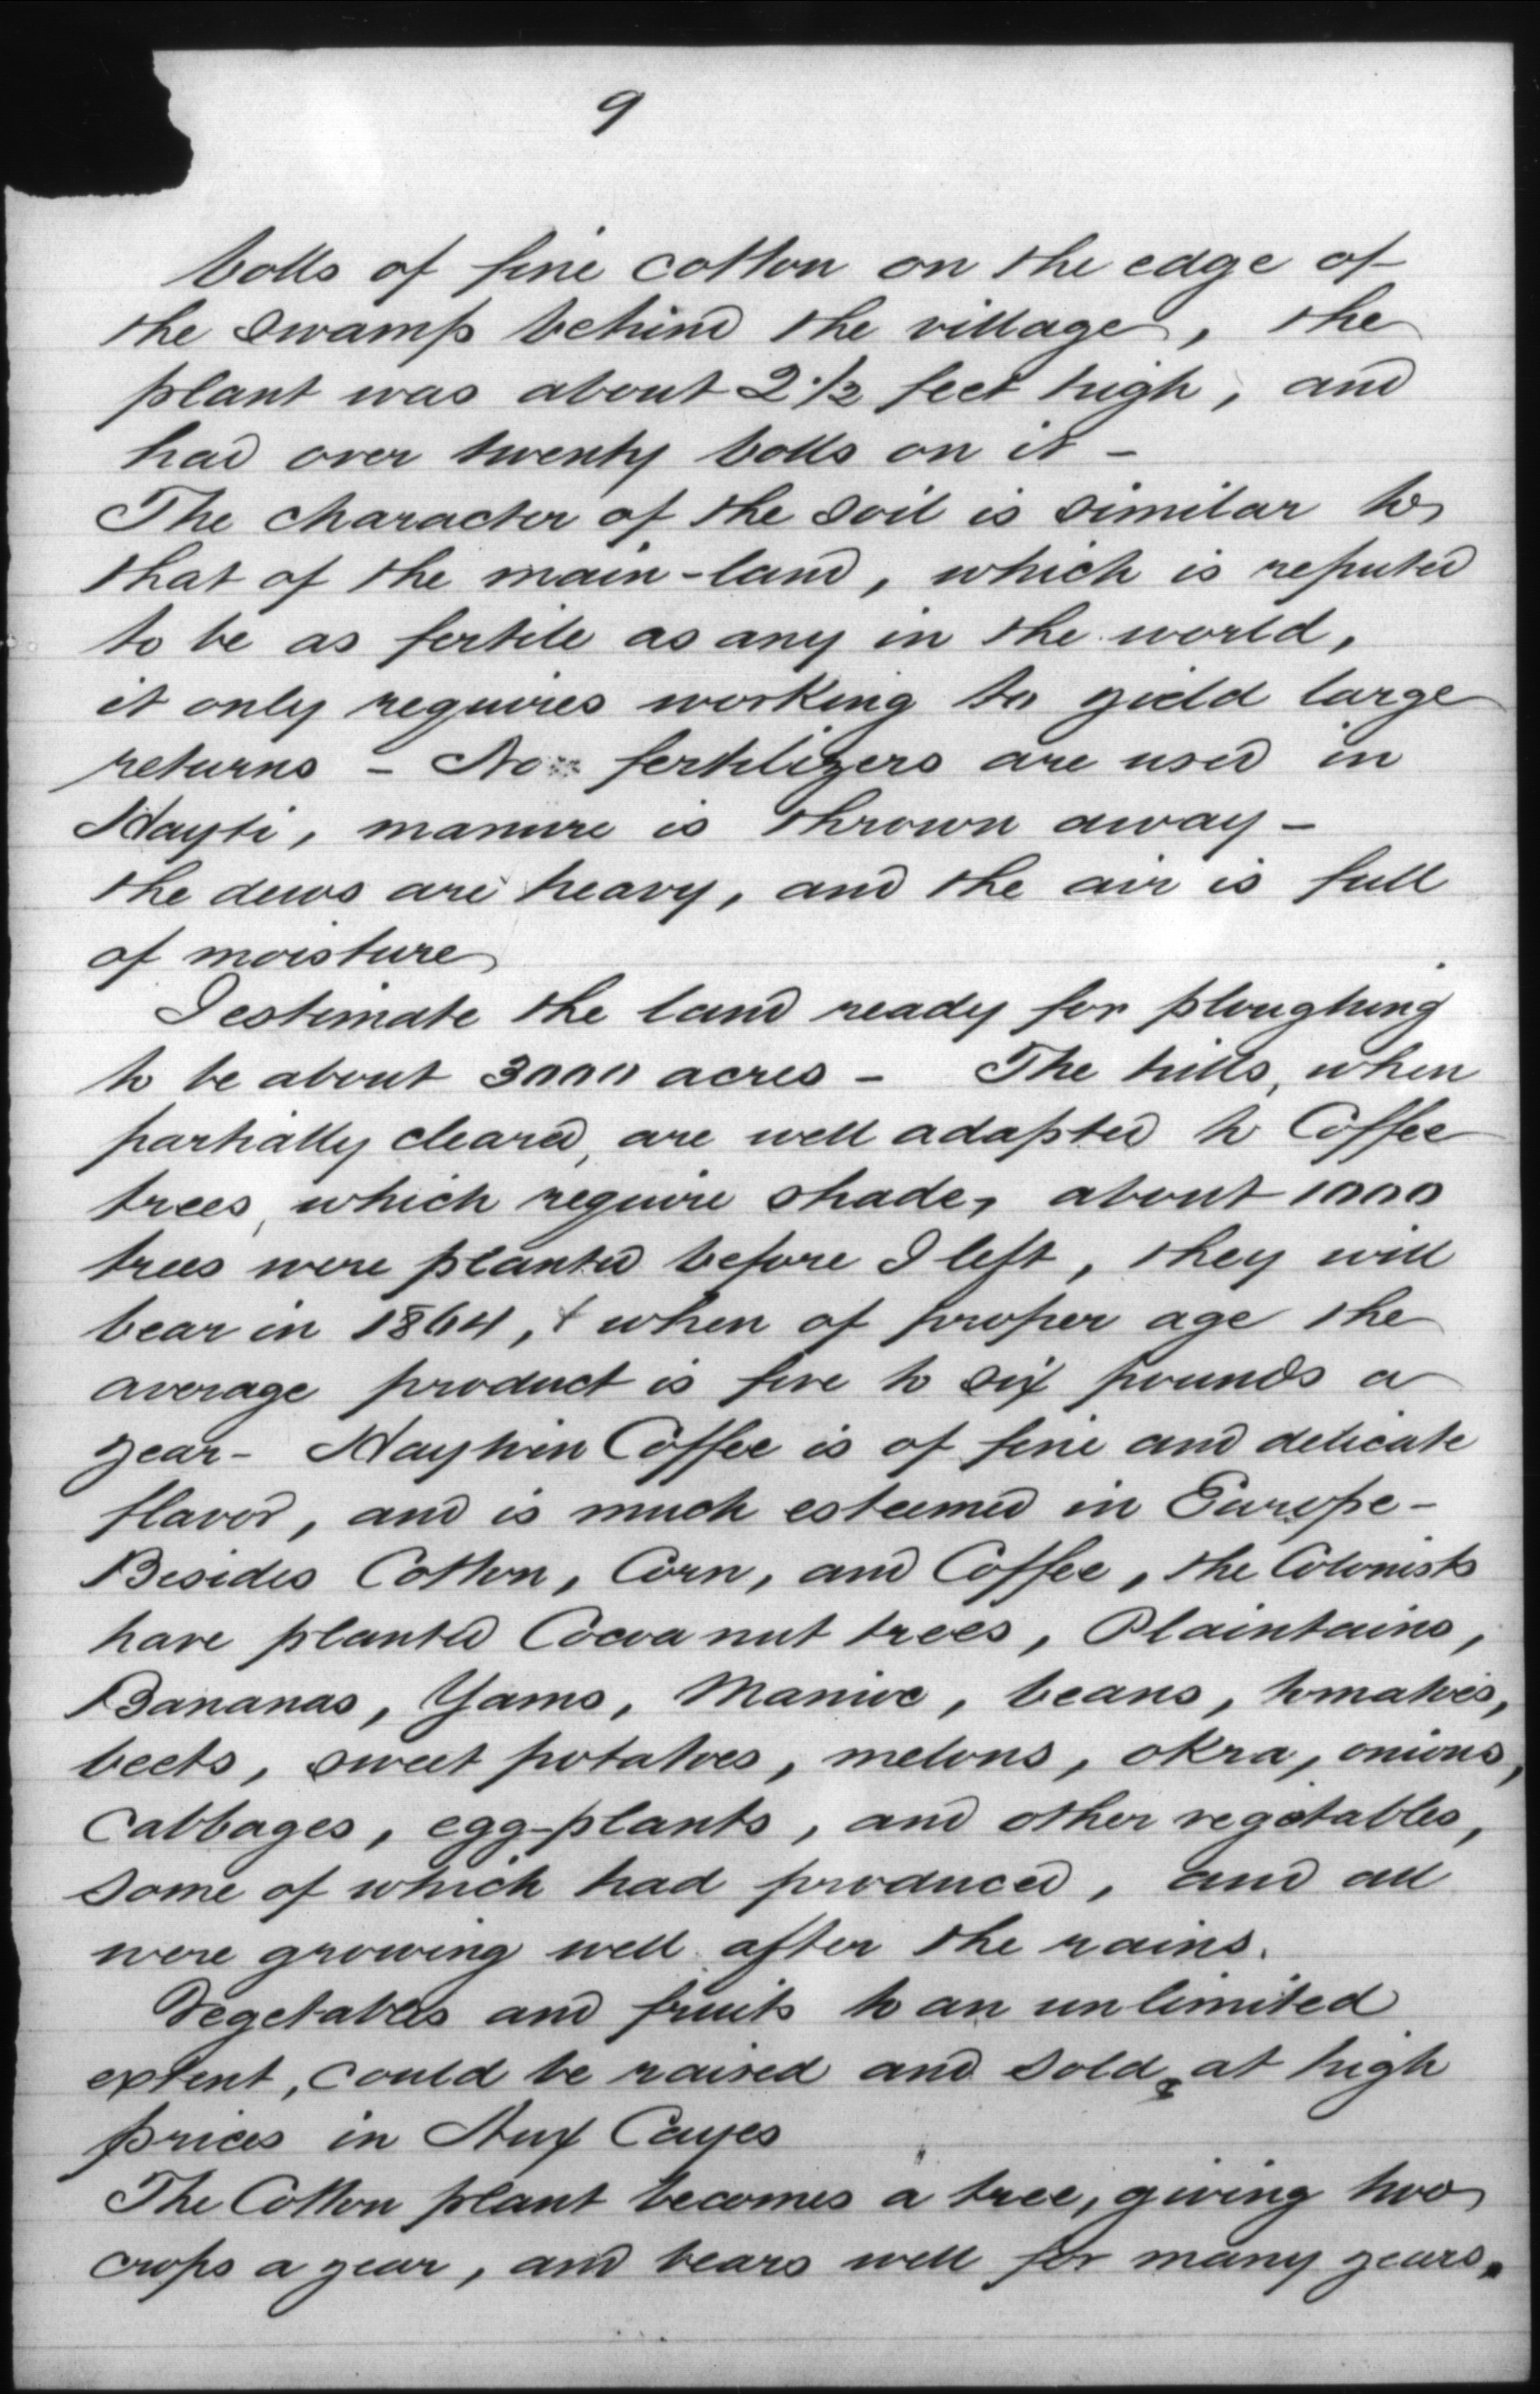 9
bolls of fine cotton on the edge of
the swamp behind the village, the
plant was about 2 1/2 feet high, and
had over twenty bolls on it -
The character of the soil is similar to
that of the main-land, which is reputed
to be as fertile as any in the world,
it only requires working to yield large
returns - No fertilizers are used in
Hayti, manure is thrown away -
the dews are heavy, and the air is full
of moisture
I estimate the land ready for ploughing
to be about 3000 acres - The hills, when
partially cleared, are well adapted to Coffee
trees, which require shade, about 1000
trees were planted before I left, they will
bear in 1864, & when of proper age the
average product is five to six pounds a
year - Haytien Coffee is of fine and delicate
flavor, and is much esteemed in Europe -
Besides Cotton, Corn, and Coffee, the Colonists
have planted Cocoa nut trees, Plaintains,
Bananas, Yams, Manioc, beans, tomatoes,
beets, sweet potatoes, melons, okra, onions,
cabbages, egg-plants, and other vegetables,
some of which had produced, and all
were growing well after the rains.
Vegetables and fruits to an unlimited
extent, could be raised and sold at high
prices in Aux Cayes
The Cotton plant becomes a tree, giving two
crops a year, and bears well for many years.